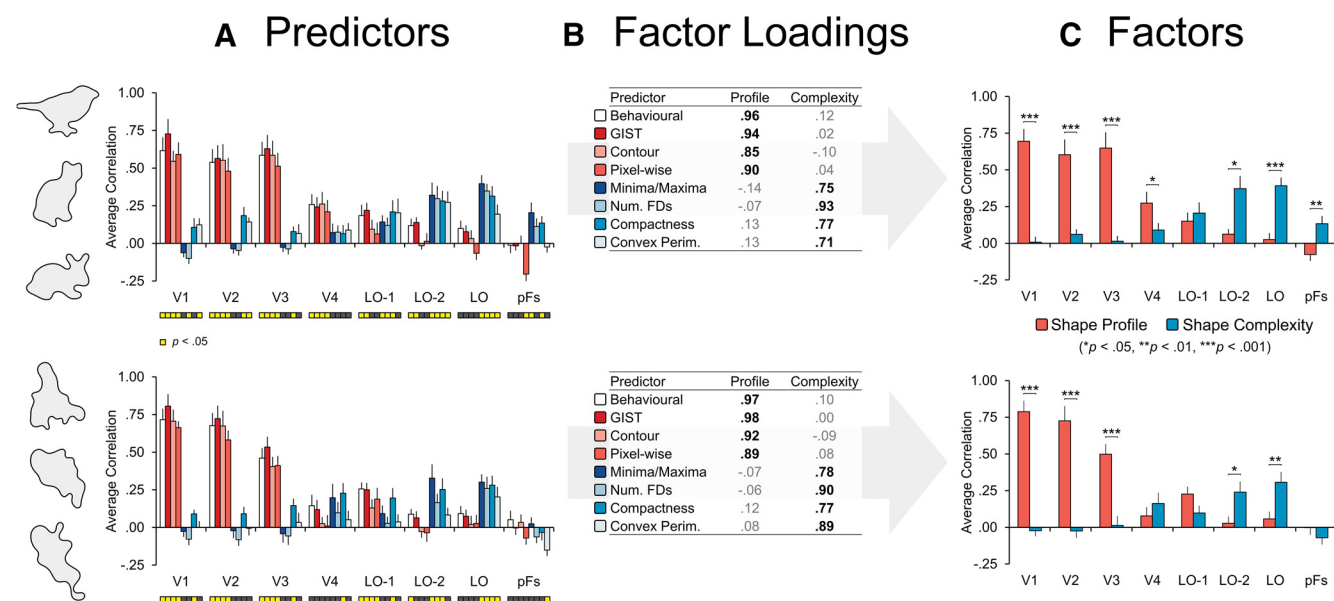 A Predictors
B Factor Loadings
C Factors
Average Correlation
1.00
.75
.50
.25
.00
-.25
V1 V2 V3 V4 LO-1 LO-2 LO pFs
p < .05
Predictor Profile Complexity
Behavioural .96 .12
GIST .94 .02
Contour .85 -.10
Pixel-wise .90 .04
Minima/Maxima -.14 .75
Num. FDs -.07 .93
Compactness .13 .77
Convex Perim. .13 .71
Average Correlation
1.00
.75
.50
.25
.00
-.25
*** *** *** * * *** **
V1 V2 V3 V4 LO-1 LO-2 LO pFs
Shape Profile Shape Complexity
(*p < .05, **p < .01, ***p < .001)
Average Correlation
1.00
.75
.50
.25
.00
-.25
V1 V2 V3 V4 LO-1 LO-2 LO pFs
Predictor Profile Complexity
Behavioural .97 .10
GIST .98 .00
Contour .92 -.09
Pixel-wise .89 .08
Minima/Maxima -.07 .78
Num. FDs -.06 .90
Compactness .12 .77
Convex Perim. .08 .89
Average Correlation
1.00
.75
.50
.25
.00
-.25
*** *** *** * **
V1 V2 V3 V4 LO-1 LO-2 LO pFs